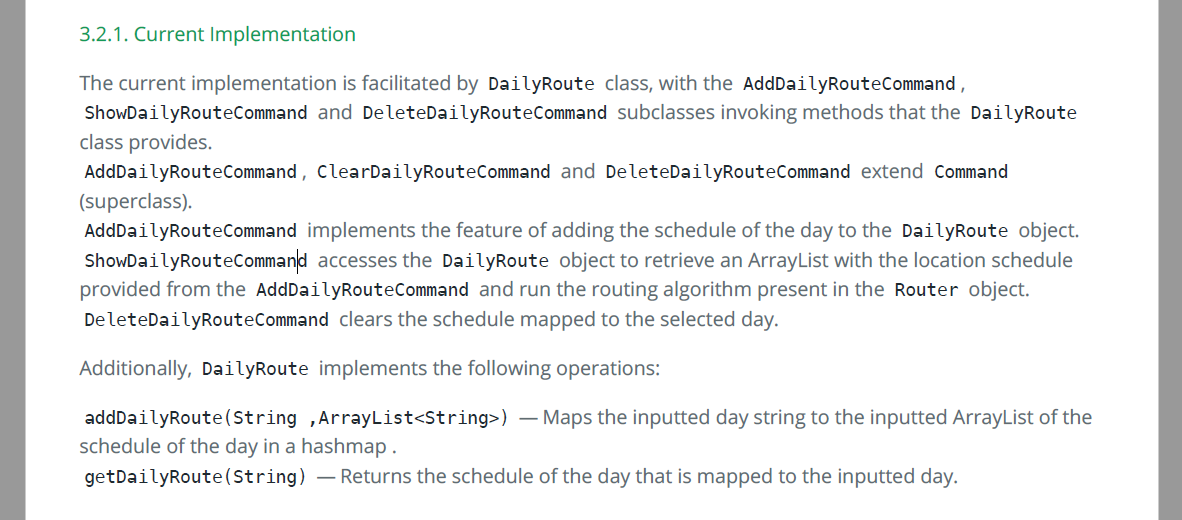 3.2.1. Current Implementation
The current implementation is facilitated by DailyRoute class, with the AddDailyRouteCommand,
ShowDailyRouteCommand and DeleteDailyRouteCommand subclasses invoking methods that the DailyRoute
class provides.
AddDailyRouteCommand, ClearDailyRouteCommand and DeleteDailyRouteCommand extend Command
(superclass).
AddDailyRouteCommand implements the feature of adding the schedule of the day to the DailyRoute object.
ShowDailyRouteCommand accesses the DailyRoute object to retrieve an ArrayList with the location schedule
provided from the AddDailyRouteCommand and run the routing algorithm present in the Router object.
DeleteDailyRouteCommand clears the schedule mapped to the selected day.
Additionally, DailyRoute implements the following operations:
addDailyRoute(String ,ArrayList<String>) — Maps the inputted day string to the inputted ArrayList of the
schedule of the day in a hashmap .
getDailyRoute(String) — Returns the schedule of the day that is mapped to the inputted day.